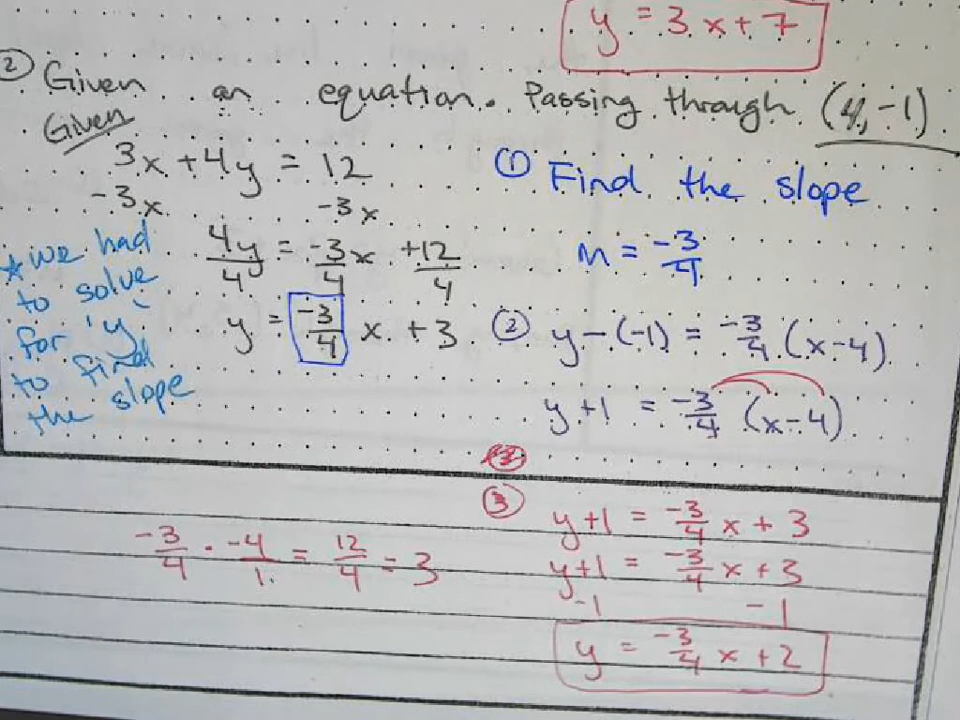 y = 3x + 7
② Given an equation. Passing through (4, -1)
Given
3x + 4y = 12
-3x -3x
4y/4 = -3/4 x + 12/4
y = -3/4 x + 3
* we had
to solve
for 'y'
to find
the slope
① Find the slope
m = -3/4
② y - (-1) = -3/4 (x - 4)
y + 1 = -3/4 (x - 4)
③ y + 1 = -3/4 x + 3
y + 1 = -3/4 x + 3
-1 -1
y = -3/4 x + 2
-3/4 · -4/1 = 12/4 = 3